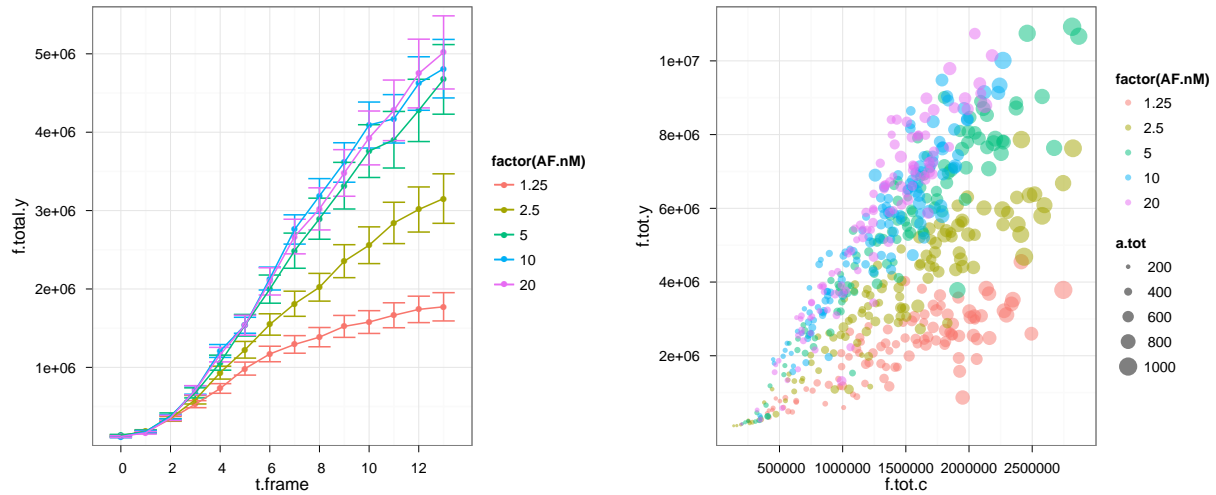 5e+06
4e+06
3e+06
2e+06
1e+06
f.total.y
0 2 4 6 8 10 12
t.frame
factor(AF.nM)
1.25
2.5
5
10
20
1e+07
8e+06
6e+06
4e+06
2e+06
f.tot.y
500000 1000000 1500000 2000000 2500000
f.tot.c
factor(AF.nM)
1.25
2.5
5
10
20
a.tot
200
400
600
800
1000